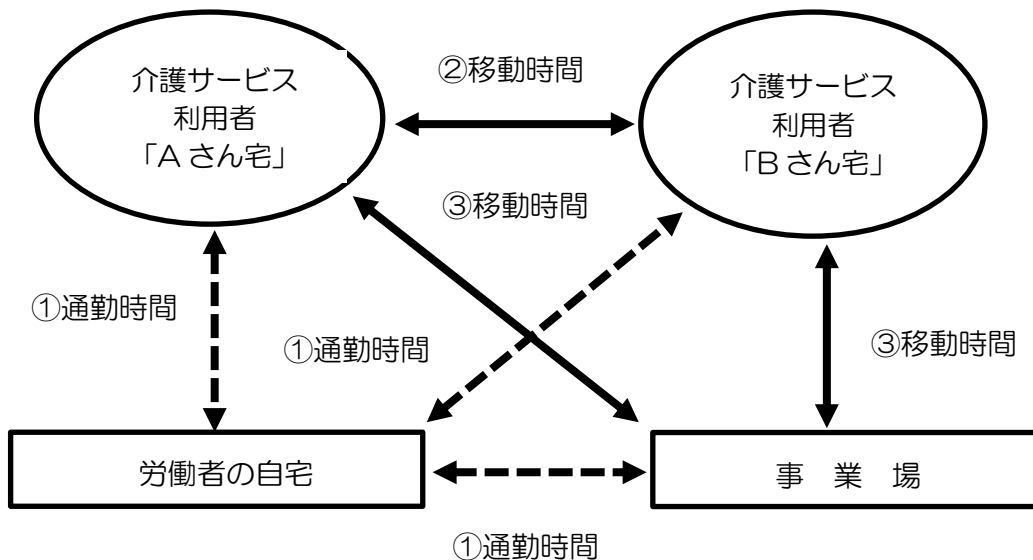 介護サービス
利用者
「Aさん宅」
②移動時間
介護サービス
利用者
「Bさん宅」
③移動時間
①通勤時間
①通勤時間
③移動時間
労働者の自宅
事　業　場
①通勤時間